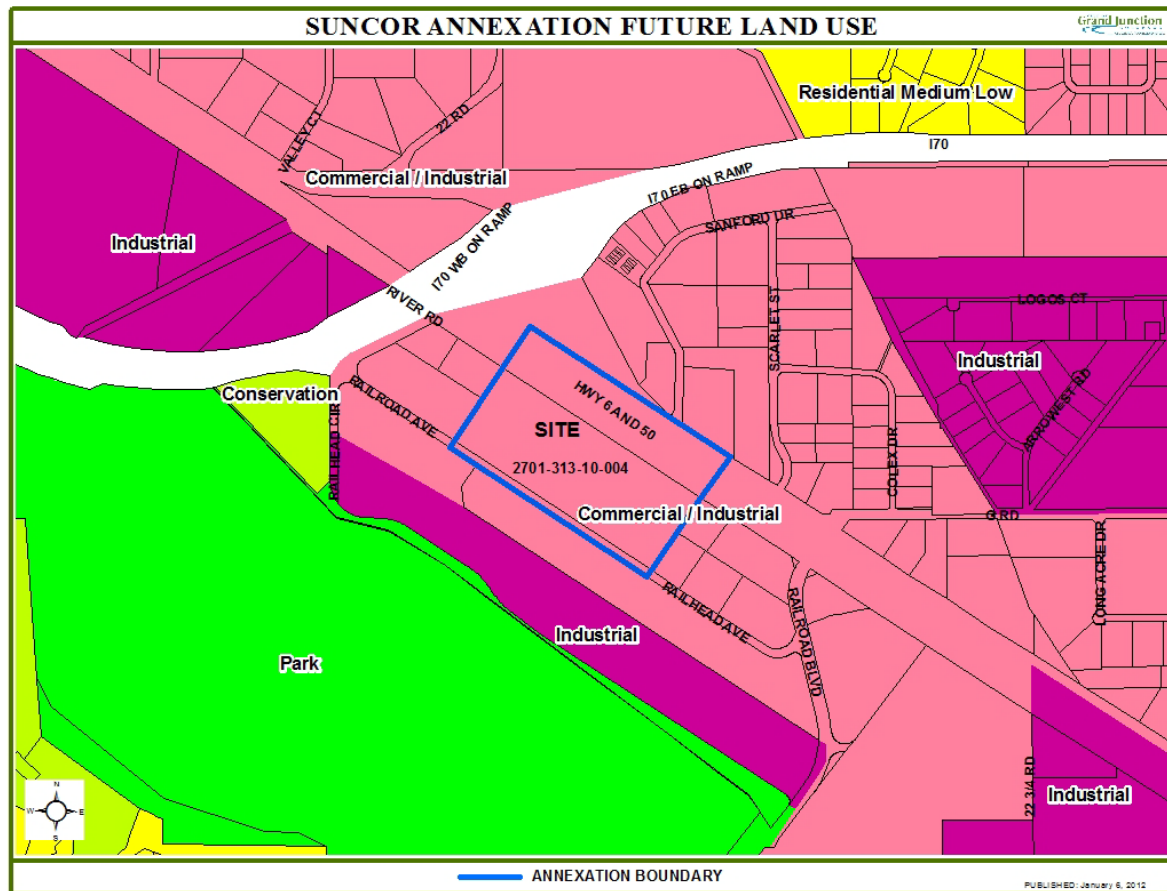 SUNCOR ANNEXATION FUTURE LAND USE
Grand Junction
Residential Medium Low
I70
22 RD
VALLEY CT
Commercial / Industrial
I70 EB ON RAMP
SANFORD DR
Industrial
I70 WB ON RAMP
RIVER RD
SCARLET ST
LOGOS CT
Industrial
ARROWEST RD
Conservation
RAILROAD AVE
RAILHEAD CIR
HWY 6 AND 50
SITE
2701-313-10-004
COLEX DR
Commercial / Industrial
G RD
LONG ACRE DR
RAILHEAD AVE
RAILROAD BLVD
Industrial
Park
22 3/4 RD
Industrial
N
W
E
S
ANNEXATION BOUNDARY
PUBLISHED: January 6, 2012